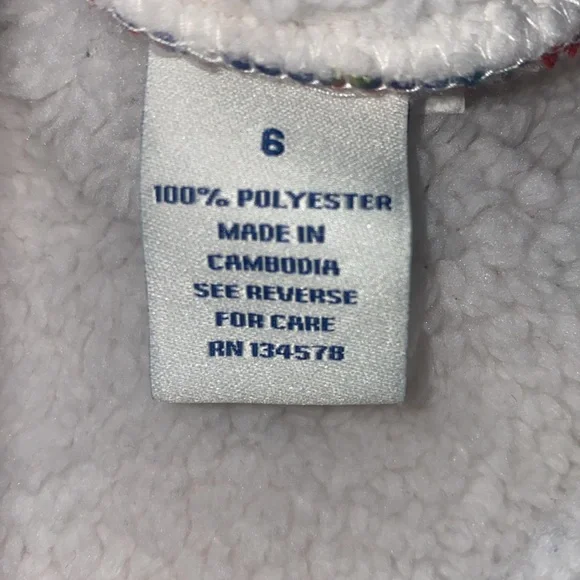 6
100% POLYESTER
MADE IN
CAMBODIA
SEE REVERSE
FOR CARE
RN 134578